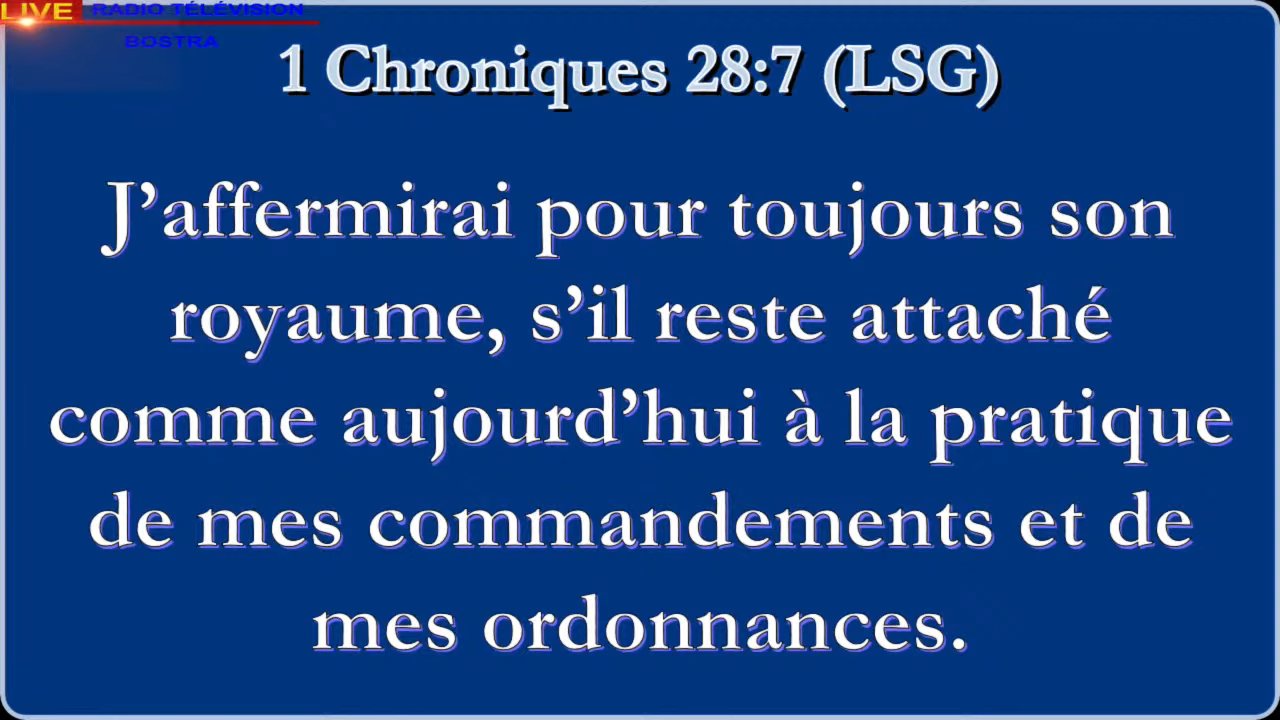 LIVE RADIO TÉLÉVISION
BOSTRA
1 Chroniques 28:7 (LSG)
J’affermirai pour toujours son
royaume, s’il reste attaché
comme aujourd’hui à la pratique
de mes commandements et de
mes ordonnances.